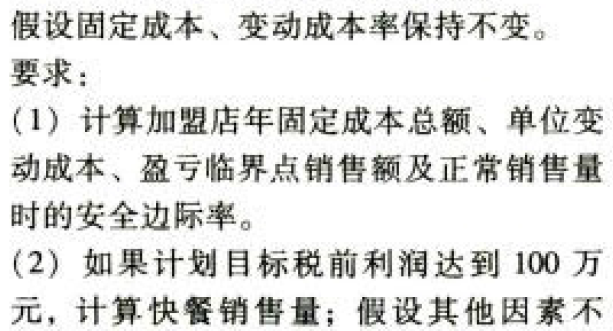 假设固定成本、变动成本率保持不变。
要求：
（1）计算加盟店年固定成本总额、单位变
动成本、盈亏临界点销售额及正常销售量
时的安全边际率。
（2）如果计划目标税前利润达到 100 万
元，计算快餐销售量；假设其他因素不